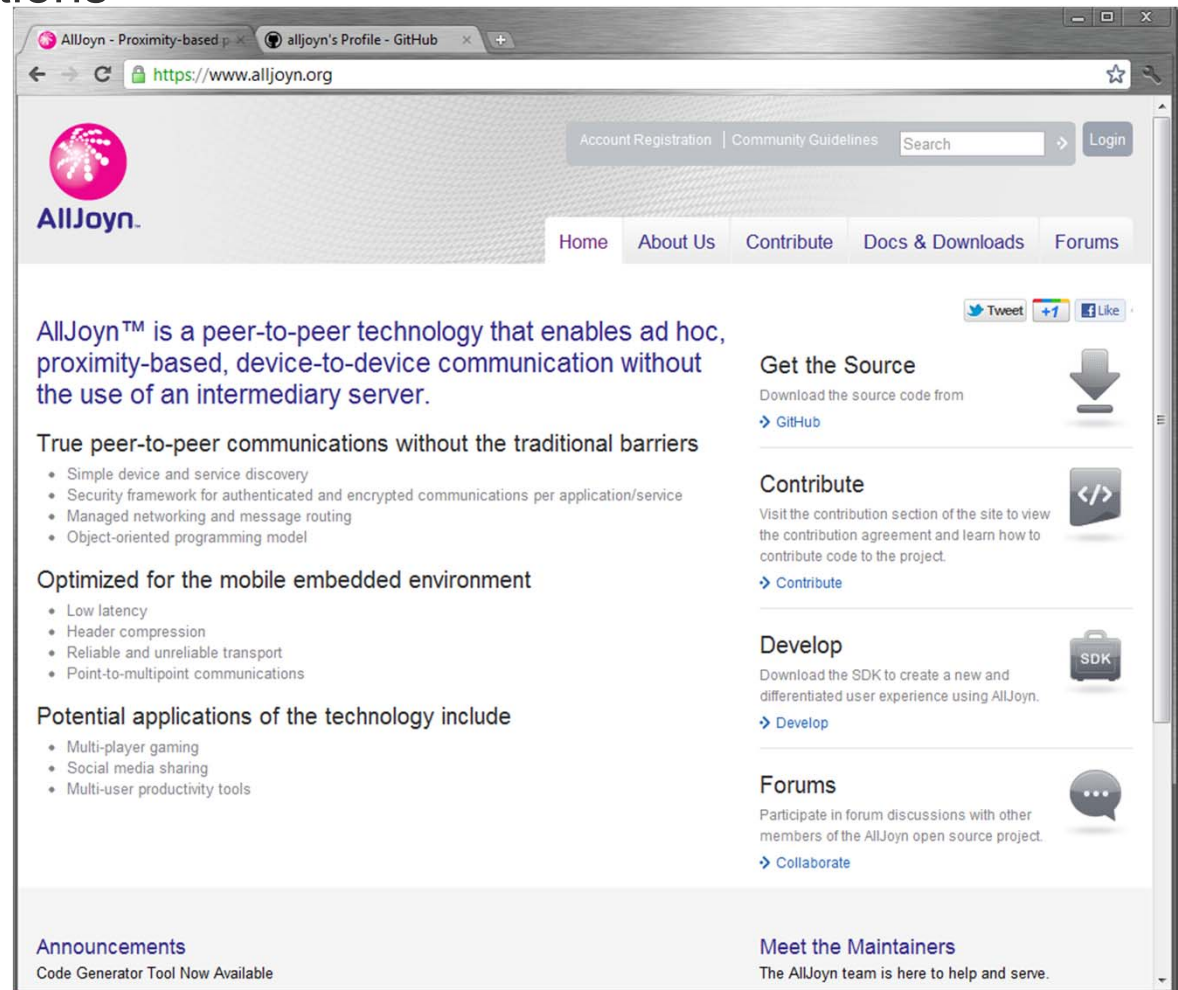 AllJoyn - Proximity-based p
alljoyn's Profile - GitHub
https://www.alljoyn.org
Account Registration | Community Guidelines
Search
Login
AllJoyn™
Home
About Us
Contribute
Docs & Downloads
Forums
Tweet
+1
Like
AllJoyn™ is a peer-to-peer technology that enables ad hoc,
proximity-based, device-to-device communication without
the use of an intermediary server.
True peer-to-peer communications without the traditional barriers
• Simple device and service discovery
• Security framework for authenticated and encrypted communications per application/service
• Managed networking and message routing
• Object-oriented programming model
Optimized for the mobile embedded environment
• Low latency
• Header compression
• Reliable and unreliable transport
• Point-to-multipoint communications
Potential applications of the technology include
• Multi-player gaming
• Social media sharing
• Multi-user productivity tools
Get the Source
Download the source code from
GitHub
Contribute
Visit the contribution section of the site to view
the contribution agreement and learn how to
contribute code to the project.
Contribute
</>
Develop
Download the SDK to create a new and
differentiated user experience using AllJoyn.
Develop
SDK
Forums
Participate in forum discussions with other
members of the AllJoyn open source project.
Collaborate
Announcements
Code Generator Tool Now Available
Meet the Maintainers
The AllJoyn team is here to help and serve.